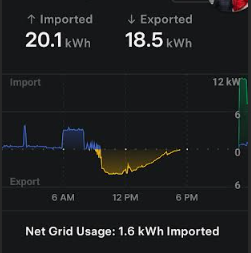 ↑ Imported ↓ Exported
20.1 kWh 18.5 kWh
Import 12 kW
6
0
Export 6
6 AM 12 PM 6 PM
Net Grid Usage: 1.6 kWh Imported